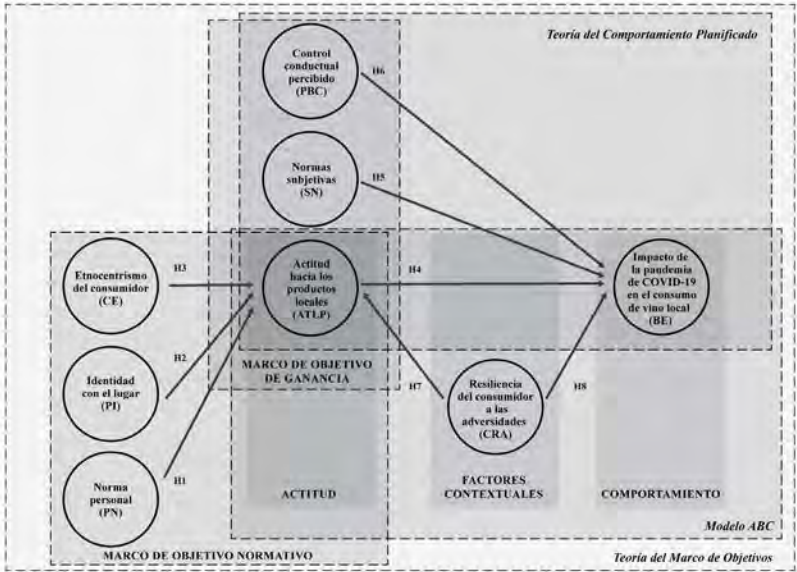 Teoría del Comportamiento Planificado
Control
conductual
percibido
(PBC)
H6
Normas
subjetivas
(SN)
H5
Etnocentrismo
del consumidor
(CE)
H3
Actitud
hacia los
productos
locales
(ATLP)
H4
Impacto de
la pandemia
de COVID-19
en el consumo
de vino local
(BE)
H2
MARCO DE OBJETIVO
DE GANANCIA
Identidad
con el lugar
(PI)
H7
Resiliencia
del consumidor
a las
adversidades
(CRA)
H8
Norma
personal
(PN)
H1
ACTITUD
FACTORES
CONTEXTUALES
COMPORTAMIENTO
Modelo ABC
MARCO DE OBJETIVO NORMATIVO
Teoría del Marco de Objetivos